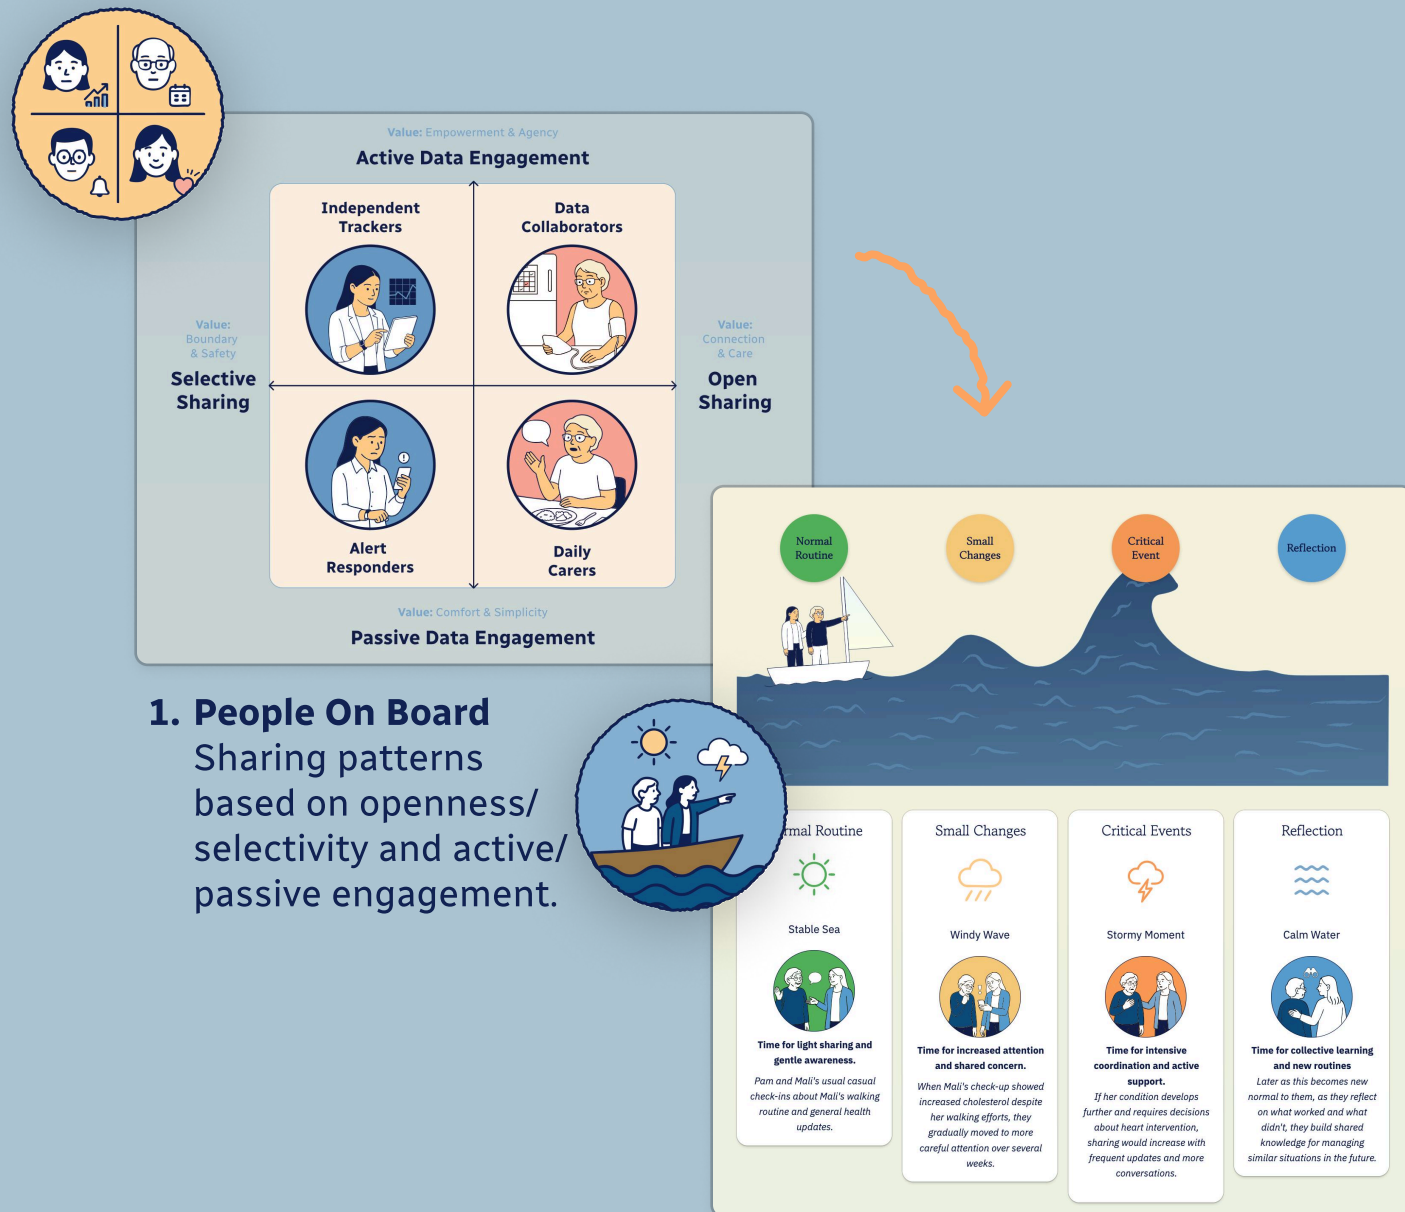 Value: Empowerment & Agency
Active Data Engagement
Independent
Trackers
Data
Collaborators
Value:
Boundary
& Safety
Selective
Sharing
Value:
Connection
& Care
Open
Sharing
Alert
Responders
Daily
Carers
Value: Comfort & Simplicity
Passive Data Engagement
1. People On Board
Sharing patterns
based on openness/
selectivity and active/
passive engagement.
Normal
Routine
Small
Changes
Critical
Event
Reflection
rmal Routine
Stable Sea
Time for light sharing and
gentle awareness.
Pam and Mali's usual casual
check-ins about Mali's walking
routine and general health
updates.
Small Changes
Windy Wave
Time for increased attention
and shared concern.
When Mali's check-up showed
increased cholesterol despite
her walking efforts, they
gradually moved to more
careful attention over several
weeks.
Critical Events
Stormy Moment
Time for intensive
coordination and active
support.
If her condition develops
further and requires decisions
about heart intervention,
sharing would increase with
frequent updates and more
conversations.
Reflection
Calm Water
Time for collective learning
and new routines
Later as this becomes new
normal to them, as they reflect
on what worked and what
didn't, they build shared
knowledge for managing
similar situations in the future.